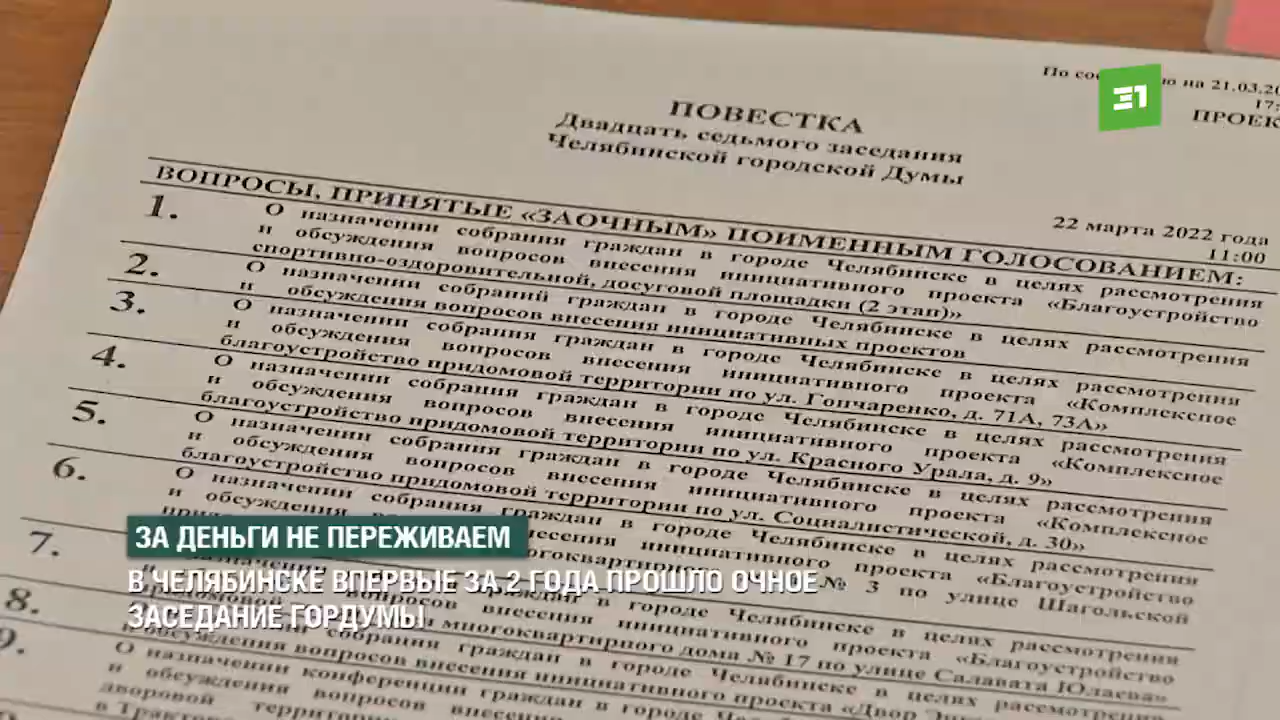 По
на 21.03.20
17:
ПРОЕК
31
ПОВЕСТКА
Двадцать седьмого заседания
Челябинской городской Думы
22 марта 2022 года
11:00
ВОПРОСЫ, ПРИНЯТЫЕ «ЗАОЧНЫМ» ПОИМЕННЫМ ГОЛОСОВАНИЕМ:
1. О назначении собрания граждан в городе Челябинске в целях рассмотрения
и обсуждения вопросов внесения инициативного проекта «Благоустройство
спортивно-оздоровительной, досуговой площадки (2 этап)»
2. О назначении собраний граждан в городе Челябинске в целях рассмотрения
и обсуждения вопросов внесения инициативных проектов
3. О назначении собрания граждан в городе Челябинске в целях рассмотрения
и обсуждения вопросов внесения инициативного проекта «Комплексное
благоустройство придомовой территории по ул. Гончаренко, д. 71А, 73А»
4. О назначении собрания граждан в городе Челябинске в целях рассмотрения
и обсуждения вопросов внесения инициативного проекта «Комплексное
благоустройство придомовой территории по ул. Красного Урала, д. 9»
5. О назначении собрания граждан в городе Челябинске в целях рассмотрения
и обсуждения вопросов внесения инициативного проекта «Комплексное
благоустройство придомовой территории по ул. Социалистической, д. 30»
6. О назначении собрания граждан в городе Челябинске в целях рассмотрения
и обсуждения внесения инициативного проекта «Благоустройство
№ 3 по улице Шагольской
7. граждан в городе Челябинске в целях рассмотрения
вопросов внесения инициативного проекта «Благоустройство
многоквартирного дома № 17 по улице Салавата Юлаева»
8. собрания граждан в городе Челябинске в целях рассмотрения
и обсуждения вопросов внесения инициативного проекта «Двор
9. О назначении конференции граждан в городе
и обсуждения вопросов внесения
дворовой территории
в
ЗА ДЕНЬГИ НЕ ПЕРЕЖИВАЕМ
В ЧЕЛЯБИНСКЕ ВПЕРВЫЕ ЗА 2 ГОДА ПРОШЛО ОЧНОЕ
ЗАСЕДАНИЕ ГОРДУМЫ